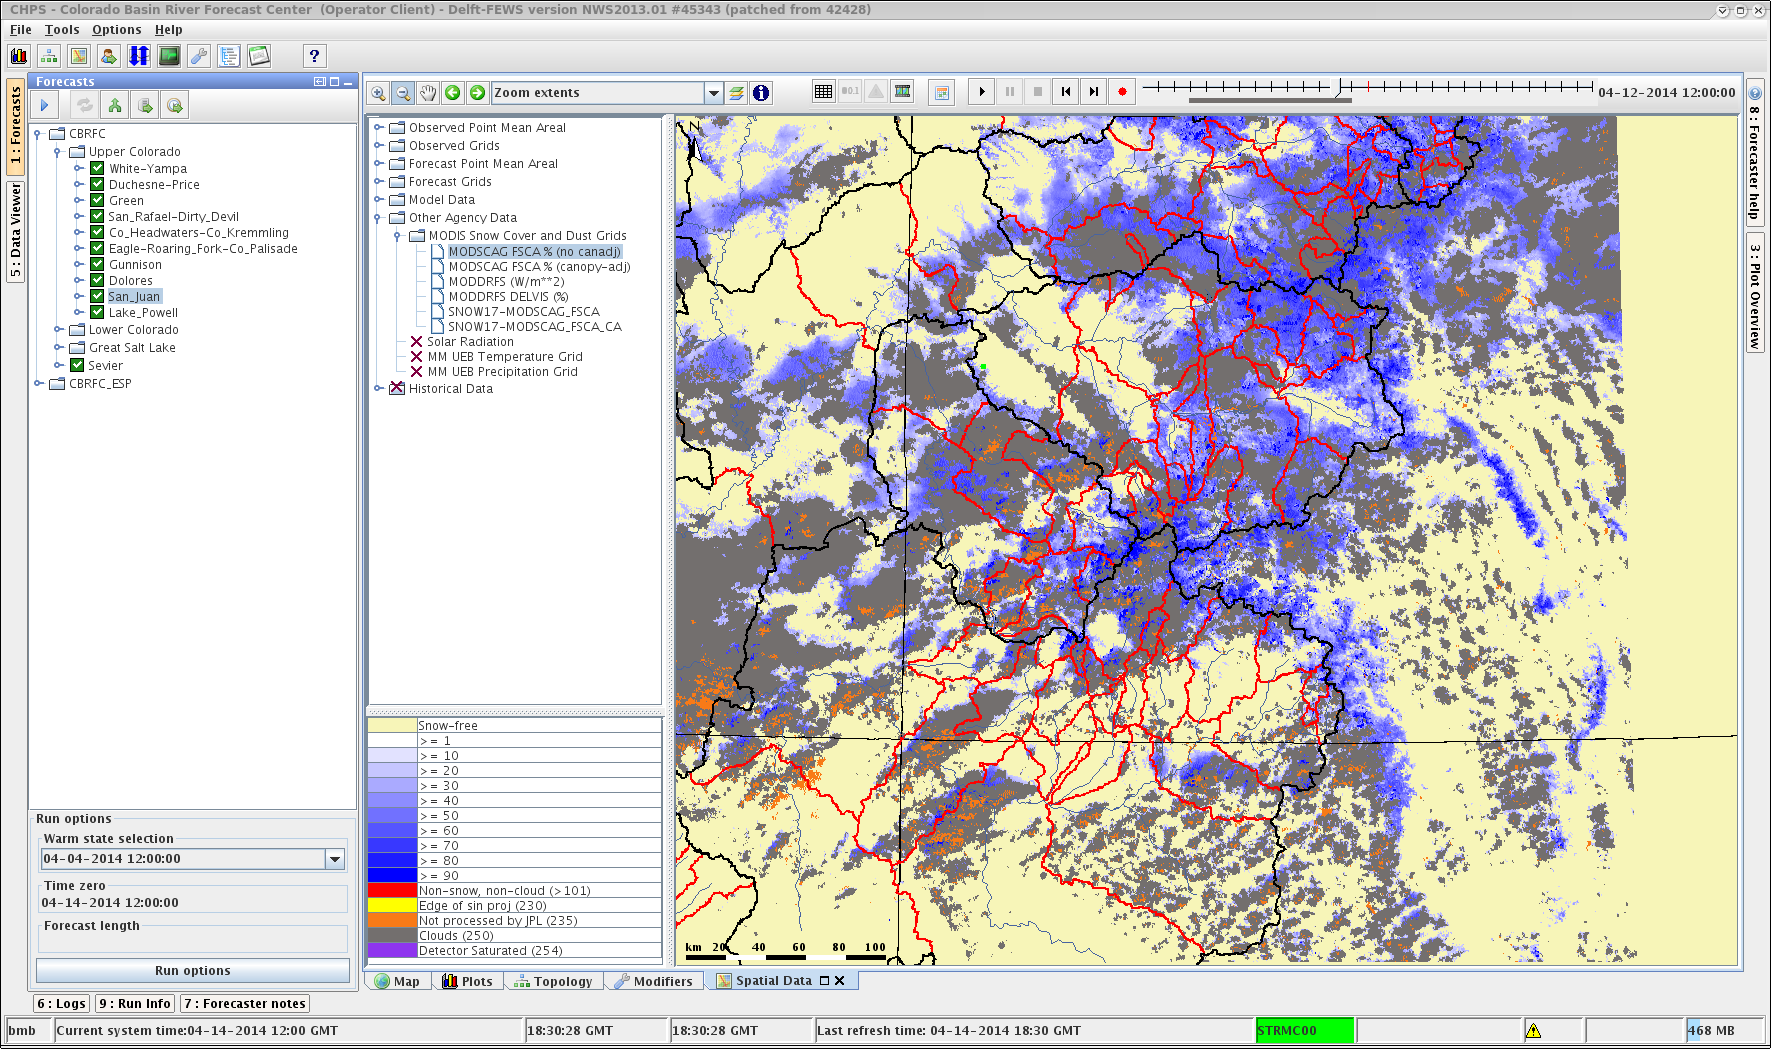 CHPS - Colorado Basin River Forecast Center (Operator Client) - Delft-FEWS version NWS2013.01 #45343 (patched from 42428)
File Tools Options Help
?
1 : Forecasts
5 : Data Viewer
Forecasts
CBRFC
Upper Colorado
White-Yampa
Duchesne-Price
Green
San_Rafael-Dirty_Devil
Co_Headwaters-Co_Kremmling
Eagle-Roaring_Fork-Co_Palisade
Gunnison
Dolores
San_Juan
Lake_Powell
Lower Colorado
Great Salt Lake
Sevier
CBRFC_ESP
Run options
Warm state selection
04-04-2014 12:00:00
Time zero
04-14-2014 12:00:00
Forecast length
Run options
Zoom extents
0.1
04-12-2014 12:00:00
Observed Point Mean Areal
Observed Grids
Forecast Point Mean Areal
Forecast Grids
Model Data
Other Agency Data
MODIS Snow Cover and Dust Grids
MODSCAG FSCA % (no canadj)
MODSCAG FSCA % (canopy-adj)
MODDRFS (W/m**2)
MODDRFS DELVIS (%)
SNOW17-MODSCAG_FSCA
SNOW17-MODSCAG_FSCA_CA
Solar Radiation
MM UEB Temperature Grid
MM UEB Precipitation Grid
Historical Data
Snow-free
>= 1
>= 10
>= 20
>= 30
>= 40
>= 50
>= 60
>= 70
>= 80
>= 90
Non-snow, non-cloud (>101)
Edge of sin proj (230)
Not processed by JPL (235)
Clouds (250)
Detector Saturated (254)
N
km 20 40 60 80 100
8 : Forecaster help
3 : Plot Overview
Map Plots Topology Modifiers Spatial Data
6 : Logs 9 : Run Info 7 : Forecaster notes
bmb Current system time:04-14-2014 12:00 GMT 18:30:28 GMT 18:30:28 GMT Last refresh time: 04-14-2014 18:30 GMT STRMC00 468 MB